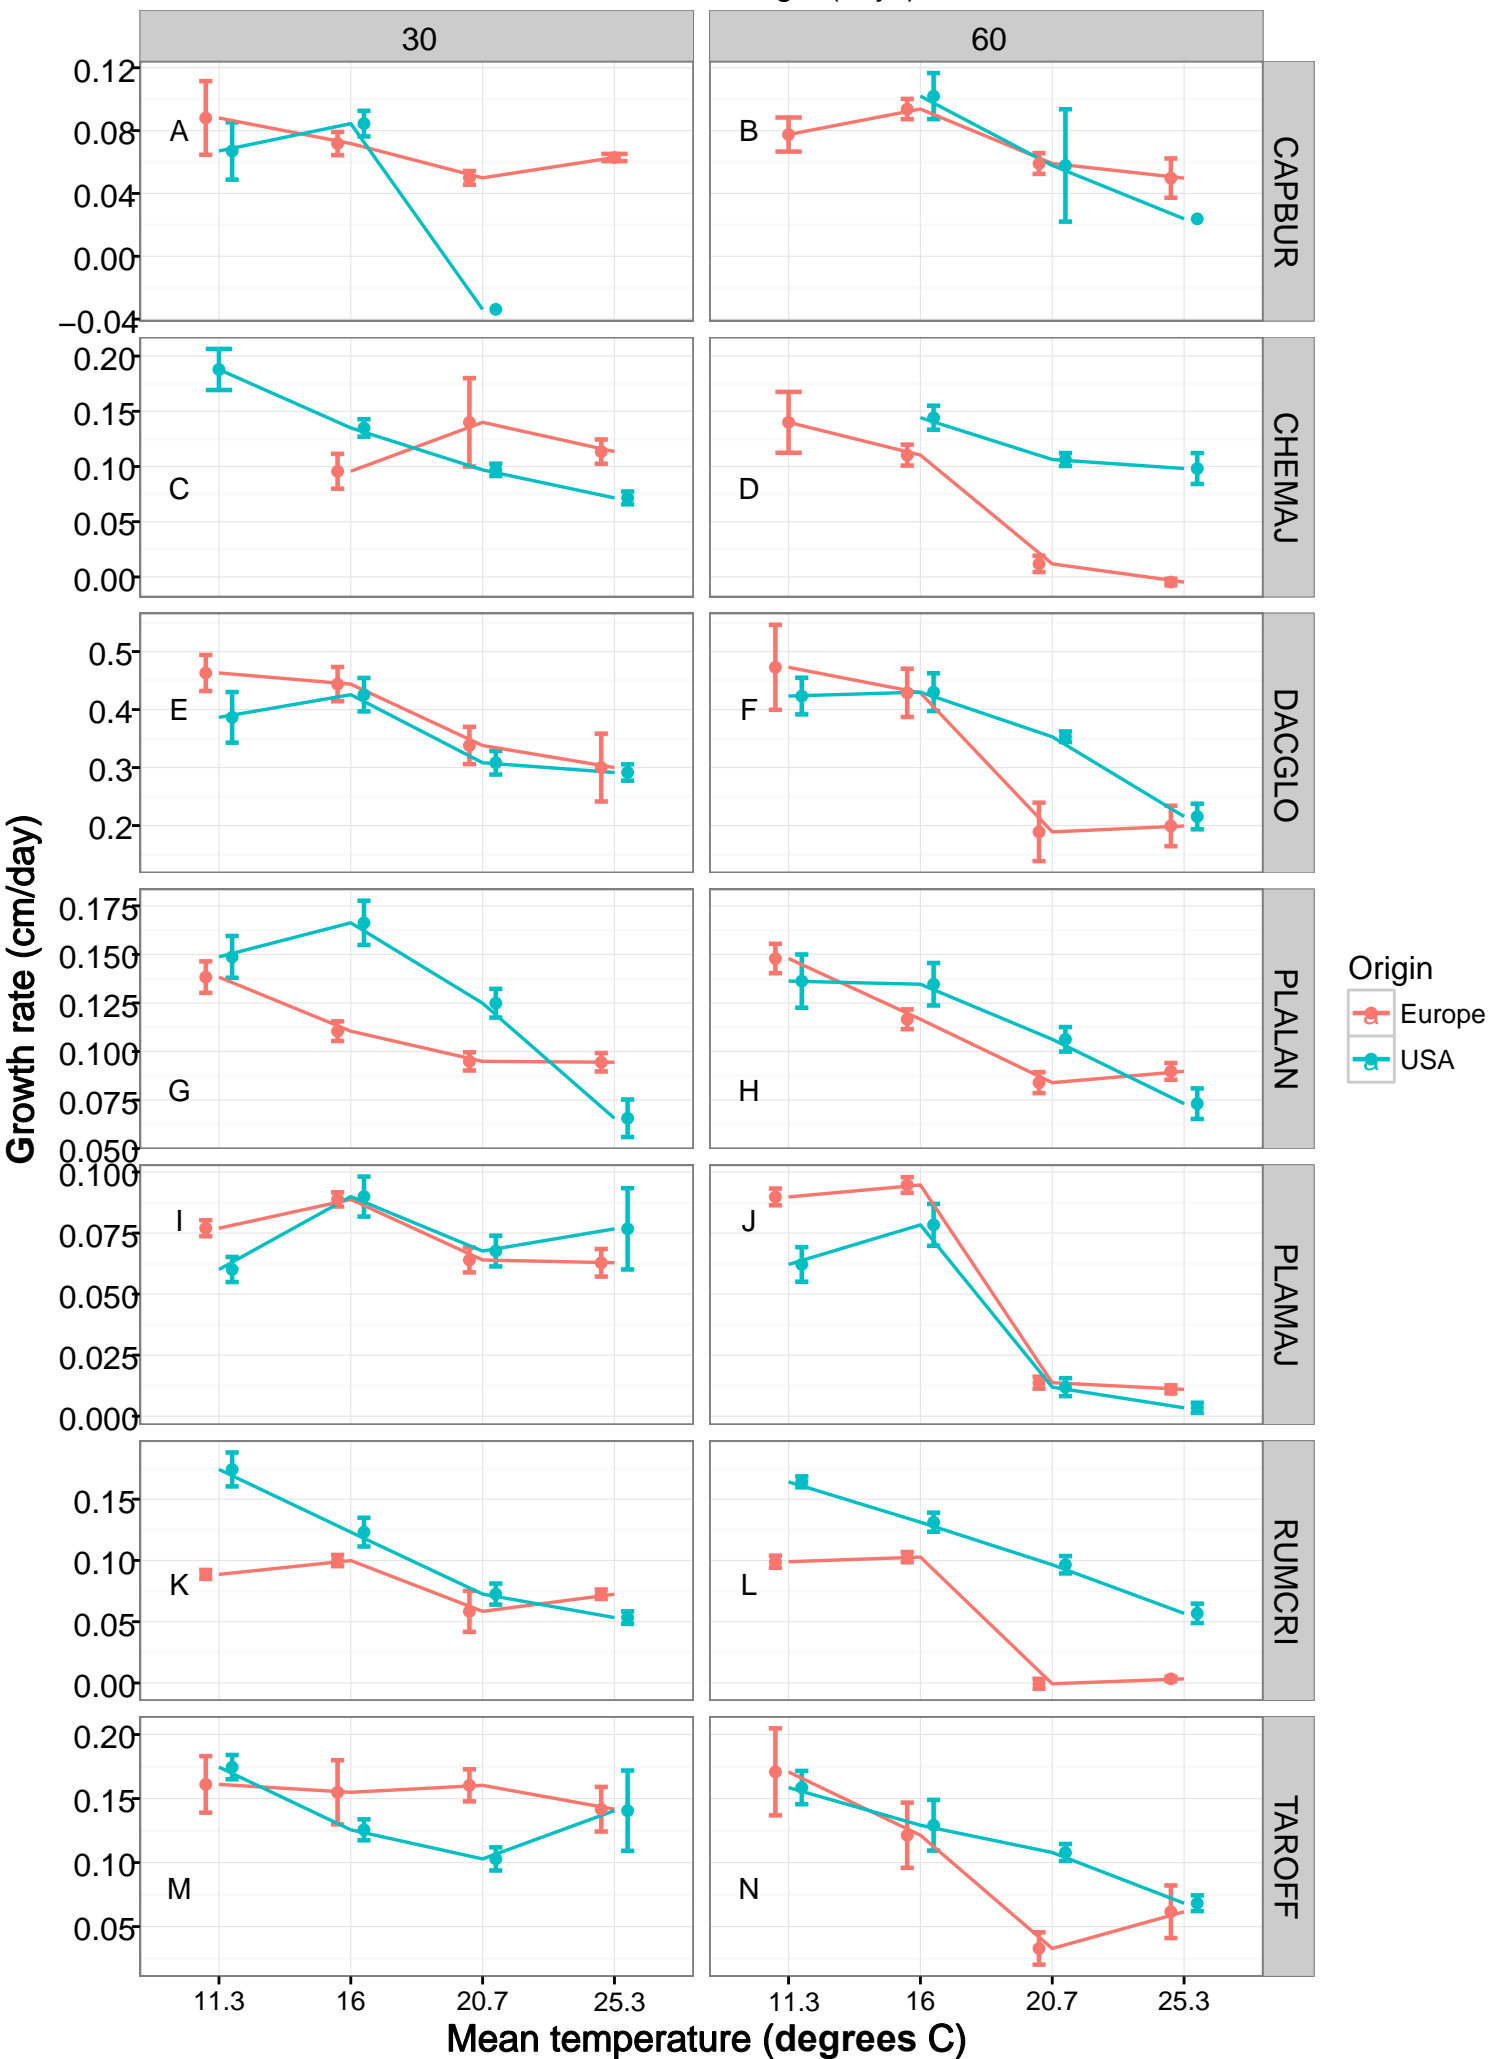 30 60
0.12
0.08
0.04
0.00
−0.04
A
B
CAPBUR
0.20
0.15
0.10
0.05
0.00
C
D
CHEMAJ
0.5
0.4
0.3
0.2
E
F
DACGLO
0.175
0.150
0.125
0.100
0.075
0.050
G
H
PLALAN
0.100
0.075
0.050
0.025
0.000
I
J
PLAMAJ
0.15
0.10
0.05
0.00
K
L
RUMCRI
0.20
0.15
0.10
0.05
M
N
TAROFF
11.3 16 20.7 25.3 11.3 16 20.7 25.3
Mean temperature (degrees C)
Growth rate (cm/day)
Origin
a Europe
a USA